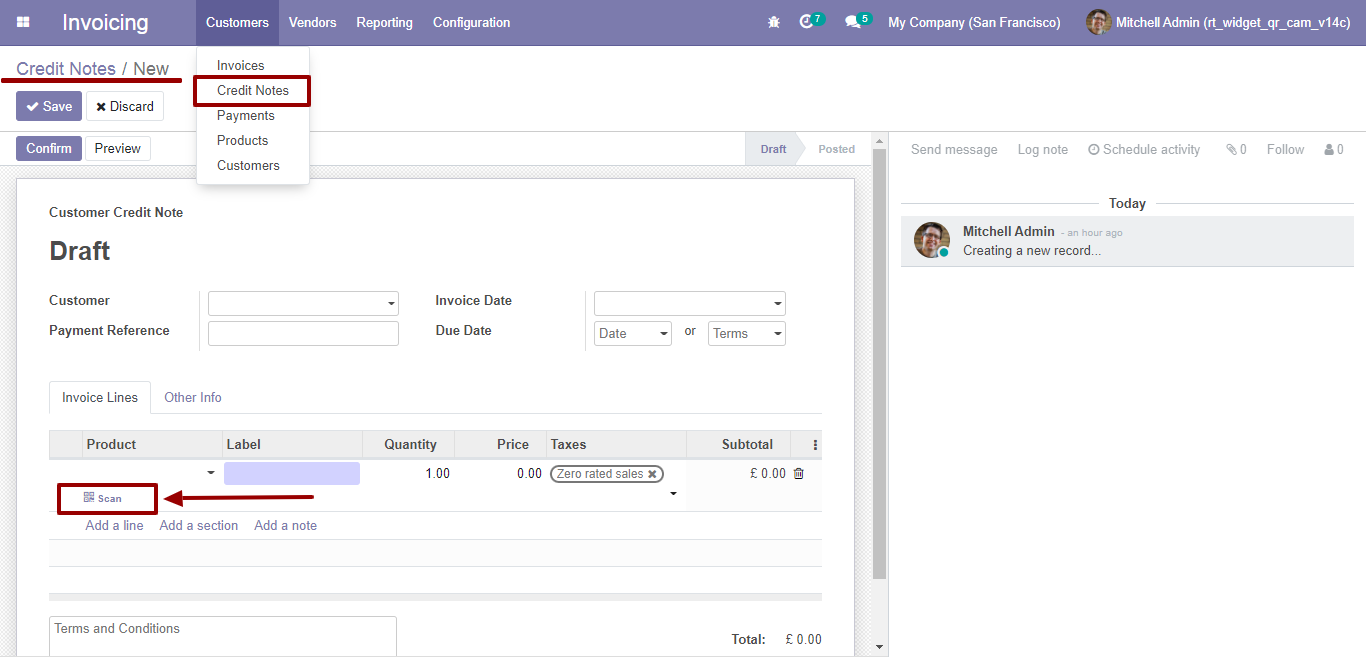 Invoicing Customers Vendors Reporting Configuration 7 5 My Company (San Francisco) Mitchell Admin (rt_widget_qr_cam_v14c)
Invoices
Credit Notes
Payments
Products
Customers
Credit Notes / New
Save Discard
Confirm Preview Draft Posted
Send message Log note Schedule activity 0 Follow 0
Customer Credit Note
Draft
Customer Invoice Date
Payment Reference Due Date Date or Terms
Invoice Lines Other Info
Product Label Quantity Price Taxes Subtotal
1.00 0.00 Zero rated sales £ 0.00
Scan
Add a line Add a section Add a note
Terms and Conditions
Total: £ 0.00
Today
Mitchell Admin - an hour ago
Creating a new record...